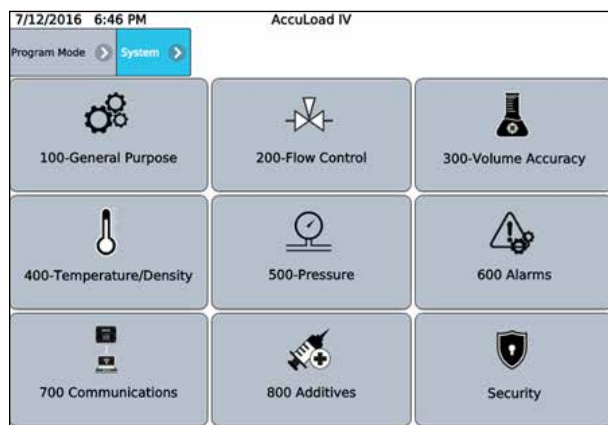 7/12/2016 6:46 PM AccuLoad IV
Program Mode System
100-General Purpose 200-Flow Control 300-Volume Accuracy
400-Temperature/Density 500-Pressure 600 Alarms
700 Communications 800 Additives Security